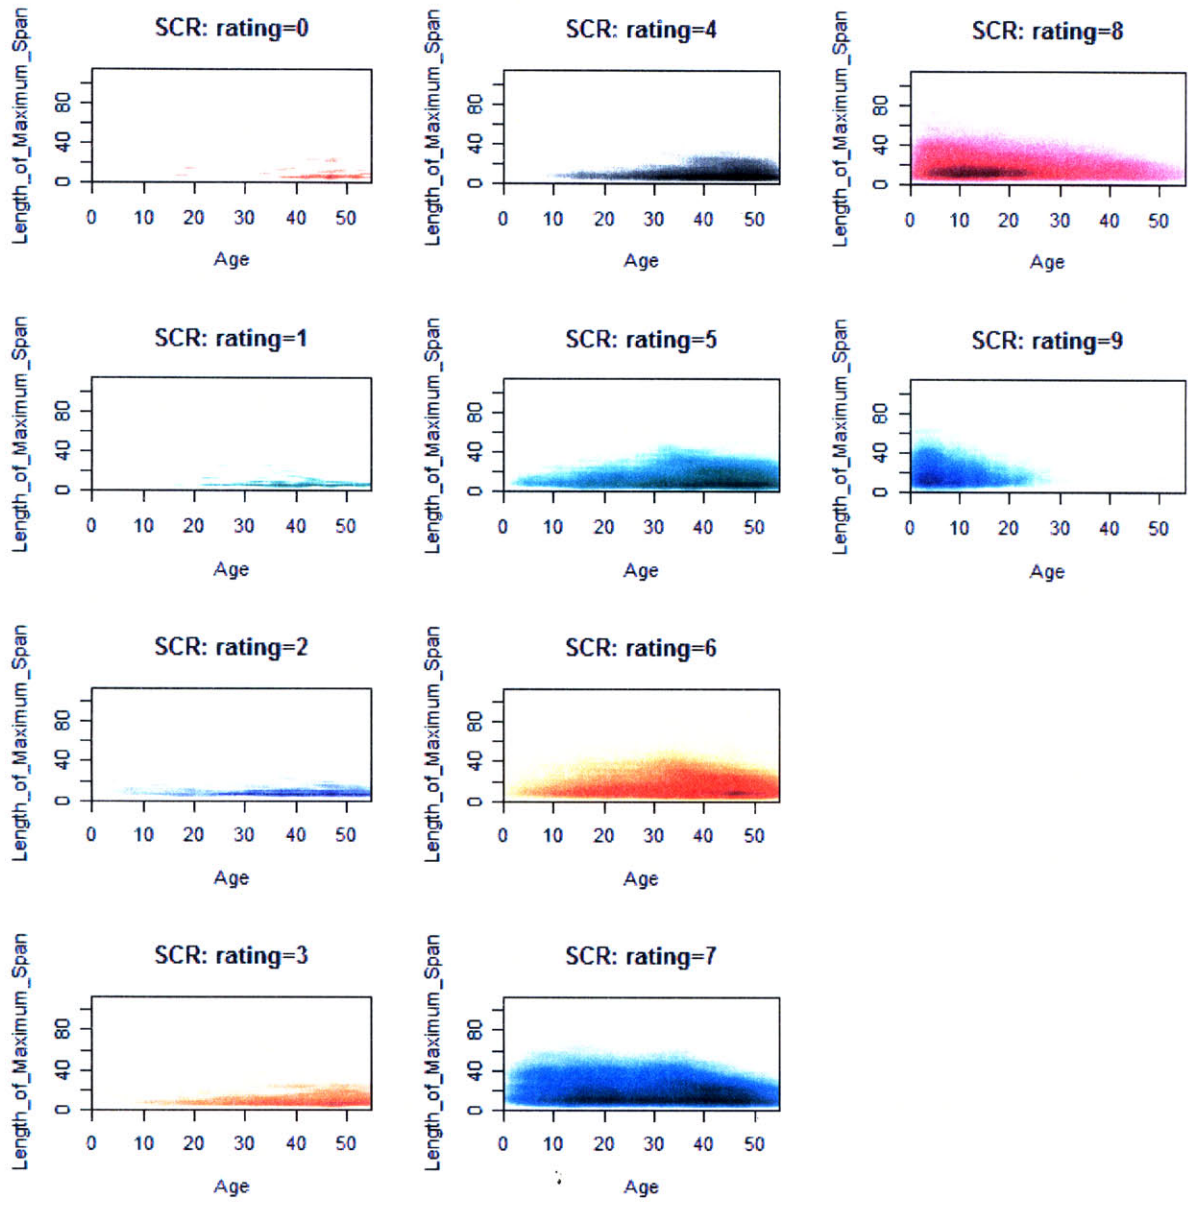 SCR: rating=0
Length_of_Maximum_Span
0 40 80
0 10 20 30 40 50
Age
SCR: rating=1
Length_of_Maximum_Span
0 40 80
0 10 20 30 40 50
Age
SCR: rating=2
Length_of_Maximum_Span
0 40 80
0 10 20 30 40 50
Age
SCR: rating=3
Length_of_Maximum_Span
0 40 80
0 10 20 30 40 50
Age
SCR: rating=4
Length_of_Maximum_Span
0 40 80
0 10 20 30 40 50
Age
SCR: rating=5
Length_of_Maximum_Span
0 40 80
0 10 20 30 40 50
Age
SCR: rating=6
Length_of_Maximum_Span
0 40 80
0 10 20 30 40 50
Age
SCR: rating=7
Length_of_Maximum_Span
0 40 80
0 10 20 30 40 50
Age
SCR: rating=8
Length_of_Maximum_Span
0 40 80
0 10 20 30 40 50
Age
SCR: rating=9
Length_of_Maximum_Span
0 40 80
0 10 20 30 40 50
Age